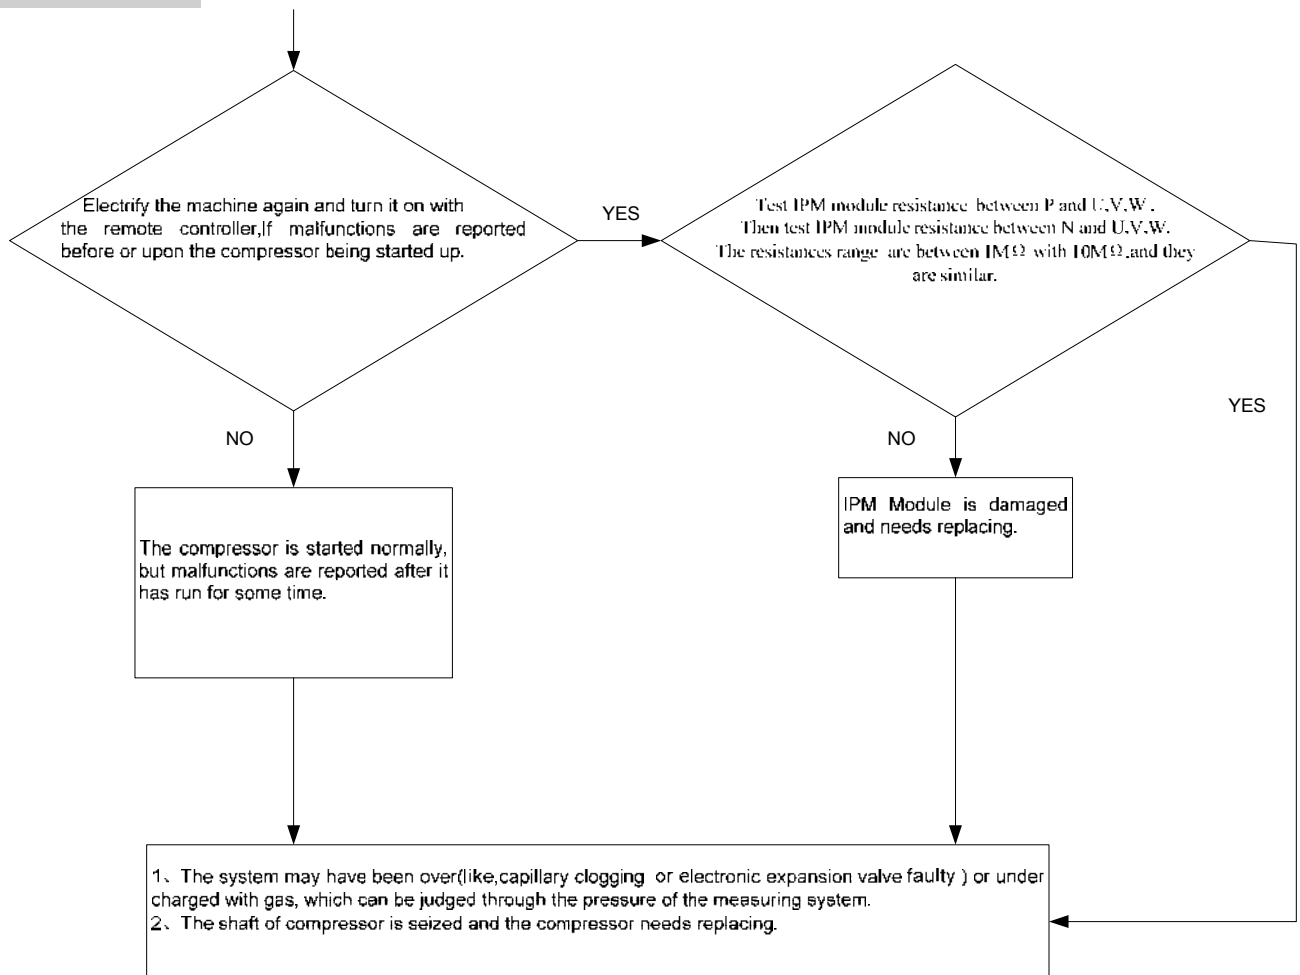 Electrify the machine again and turn it on with
the remote controller,If malfunctions are reported
before or upon the compressor being started up.
YES
Test IPM module resistance between P and U,V,W .
Then test IPM module resistance between N and U,V,W.
The resistances range are between 1MΩ with 10MΩ,and they
are similar.
YES
NO
NO
The compressor is started normally,
but malfunctions are reported after it
has run for some time.
IPM Module is damaged
and needs replacing.
1、The system may have been over(like,capillary clogging or electronic expansion valve faulty ) or under
charged with gas, which can be judged through the pressure of the measuring system.
2、The shaft of compressor is seized and the compressor needs replacing.